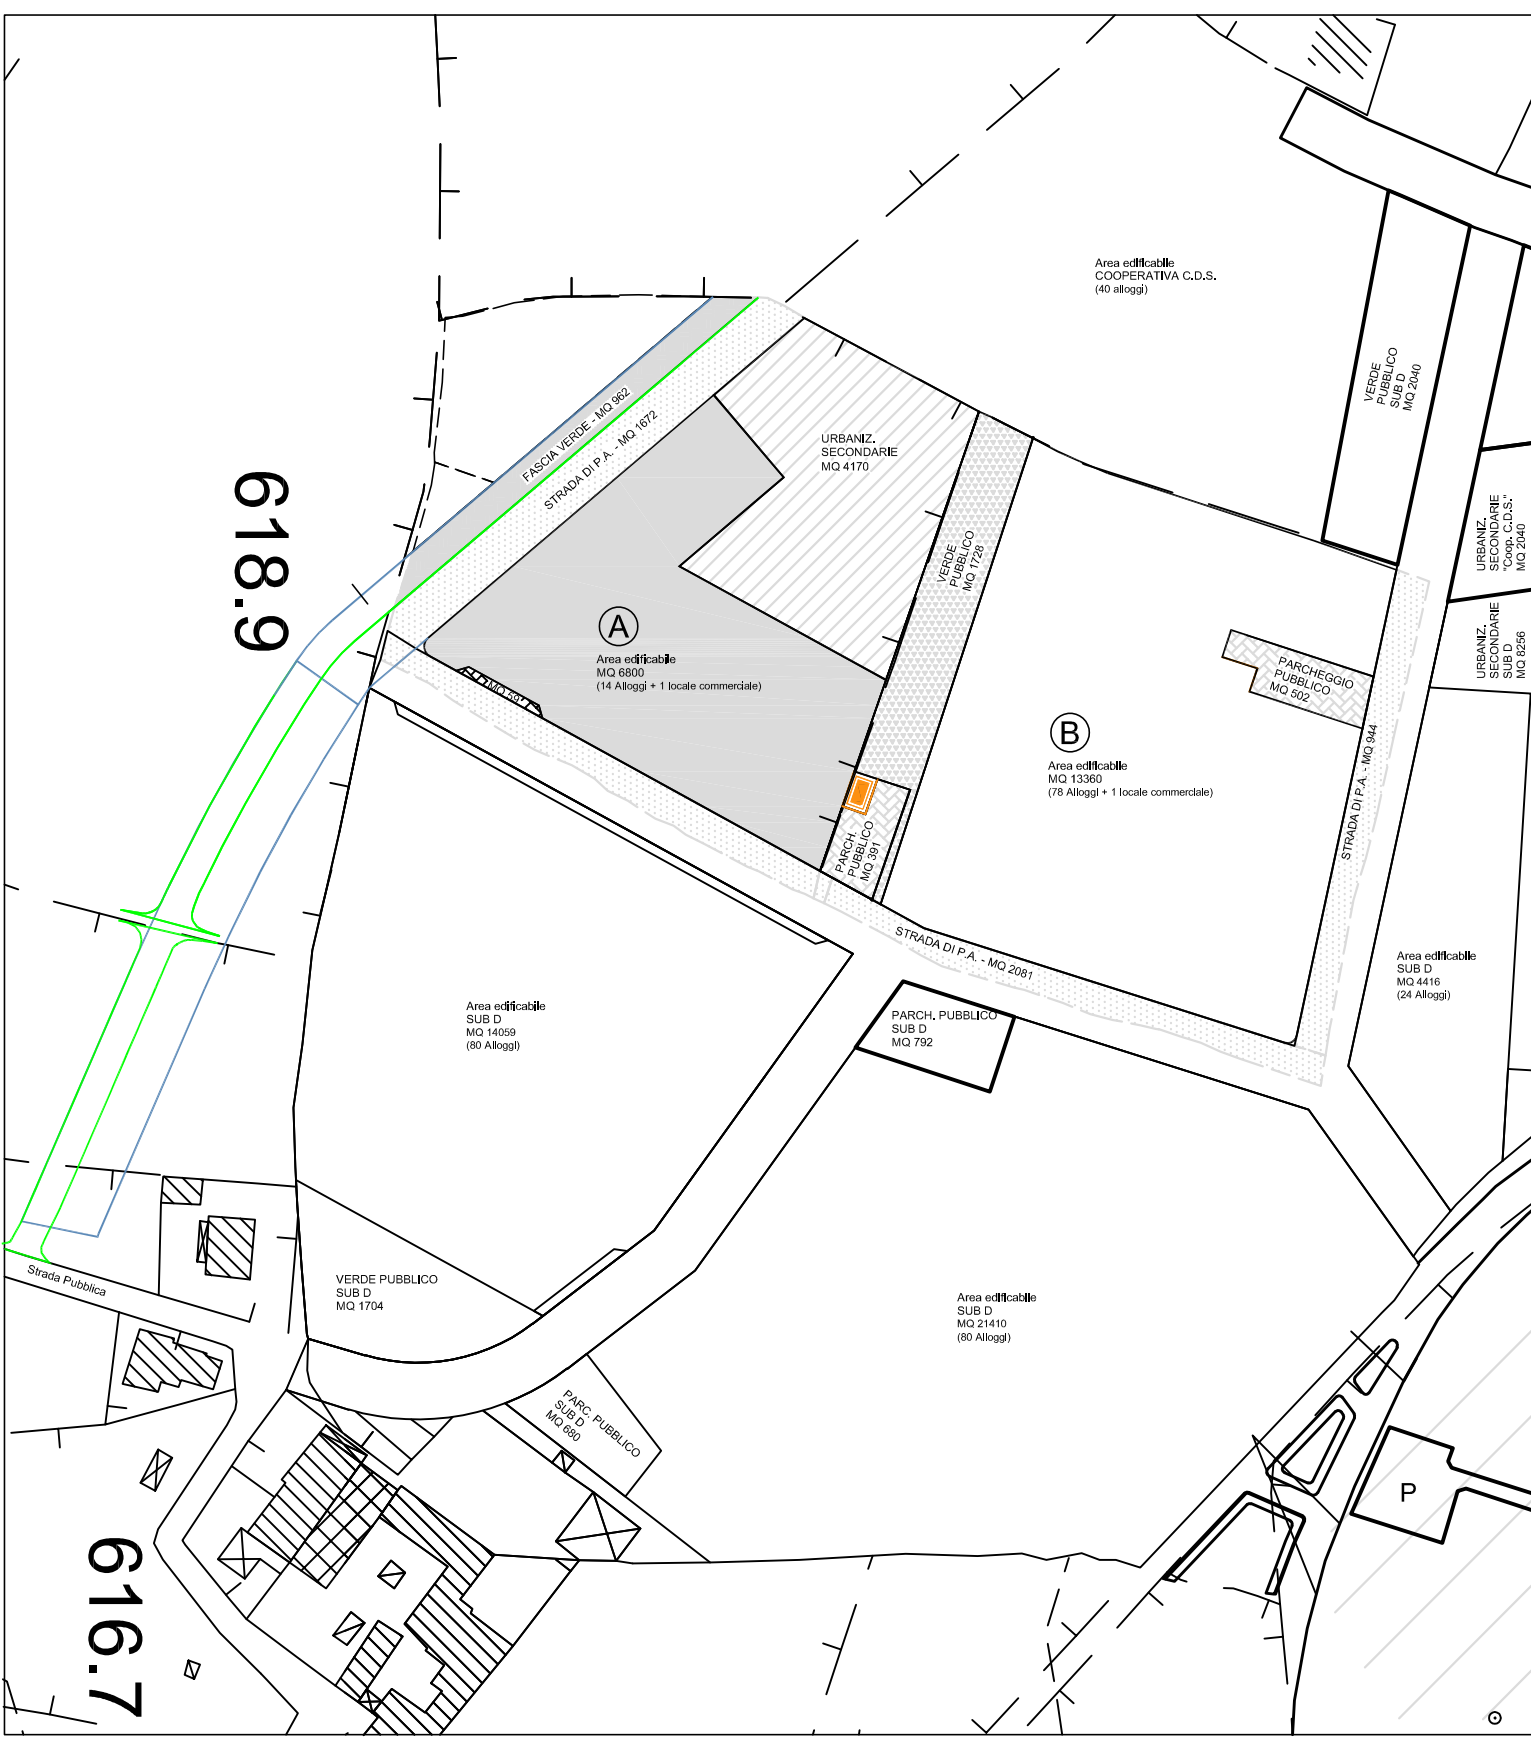 Area edificabile
COOPERATIVA C.D.S.
(40 alloggi)
VERDE
PUBBLICO
SUB D
MQ 2040
FASCIA VERDE - MQ 962
STRADA DI P.A. - MQ 1672
URBANIZ.
SECONDARIE
MQ 4170
VERDE
PUBBLICO
MQ 1728
URBANIZ.
SECONDARIE
"Coop. C.D.S."
MQ 2040
URBANIZ.
SECONDARIE
SUB D
MQ 8256
618.9
A
Area edificabile
MQ 6800
(14 Alloggi + 1 locale commerciale)
MQ 59
PARCHEGGIO
PUBBLICO
MQ 502
B
Area edificabile
MQ 13360
(78 Alloggi + 1 locale commerciale)
STRADA DI P.A. - MQ 944
PARCH.
PUBBLICO
MQ 391
STRADA DI P.A. - MQ 2081
Area edificabile
SUB D
MQ 4416
(24 Alloggi)
Area edificabile
SUB D
MQ 14059
(80 Alloggi)
PARCH. PUBBLICO
SUB D
MQ 792
Strada Pubblica
VERDE PUBBLICO
SUB D
MQ 1704
Area edificabile
SUB D
MQ 21410
(80 Alloggi)
PARC. PUBBLICO
SUB D
MQ 680
P
616.7